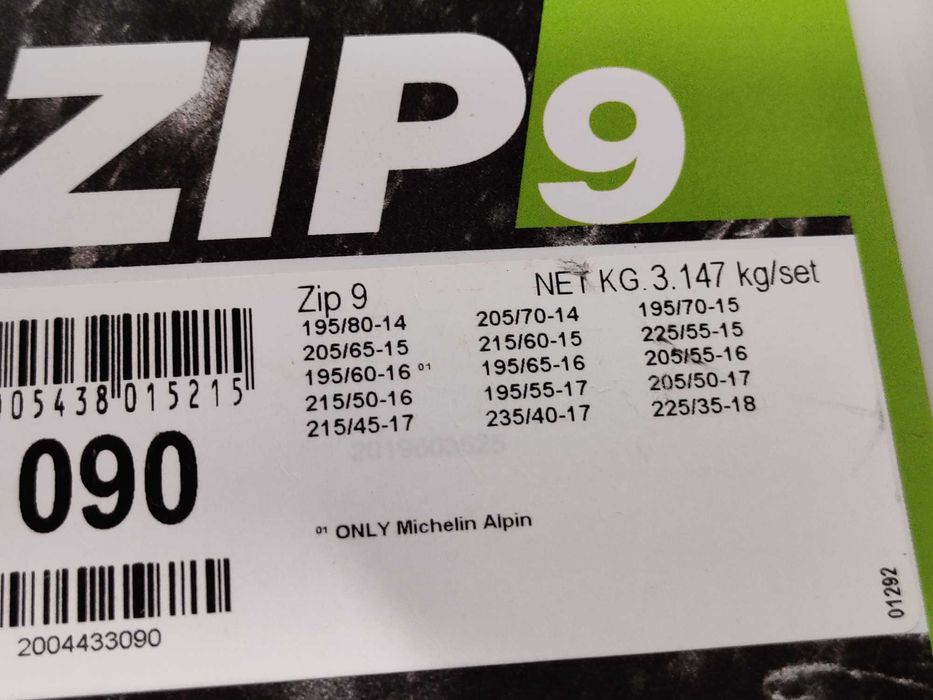 ZIP9
Zip 9 NET KG. 3.147 kg/set
195/80-14 205/70-14 195/70-15
205/65-15 215/60-15 225/55-15
195/60-16 01 195/65-16 205/55-16
215/50-16 195/55-17 205/50-17
215/45-17 235/40-17 225/35-18
05438 015215
090
01 ONLY Michelin Alpin
2004433090
01292